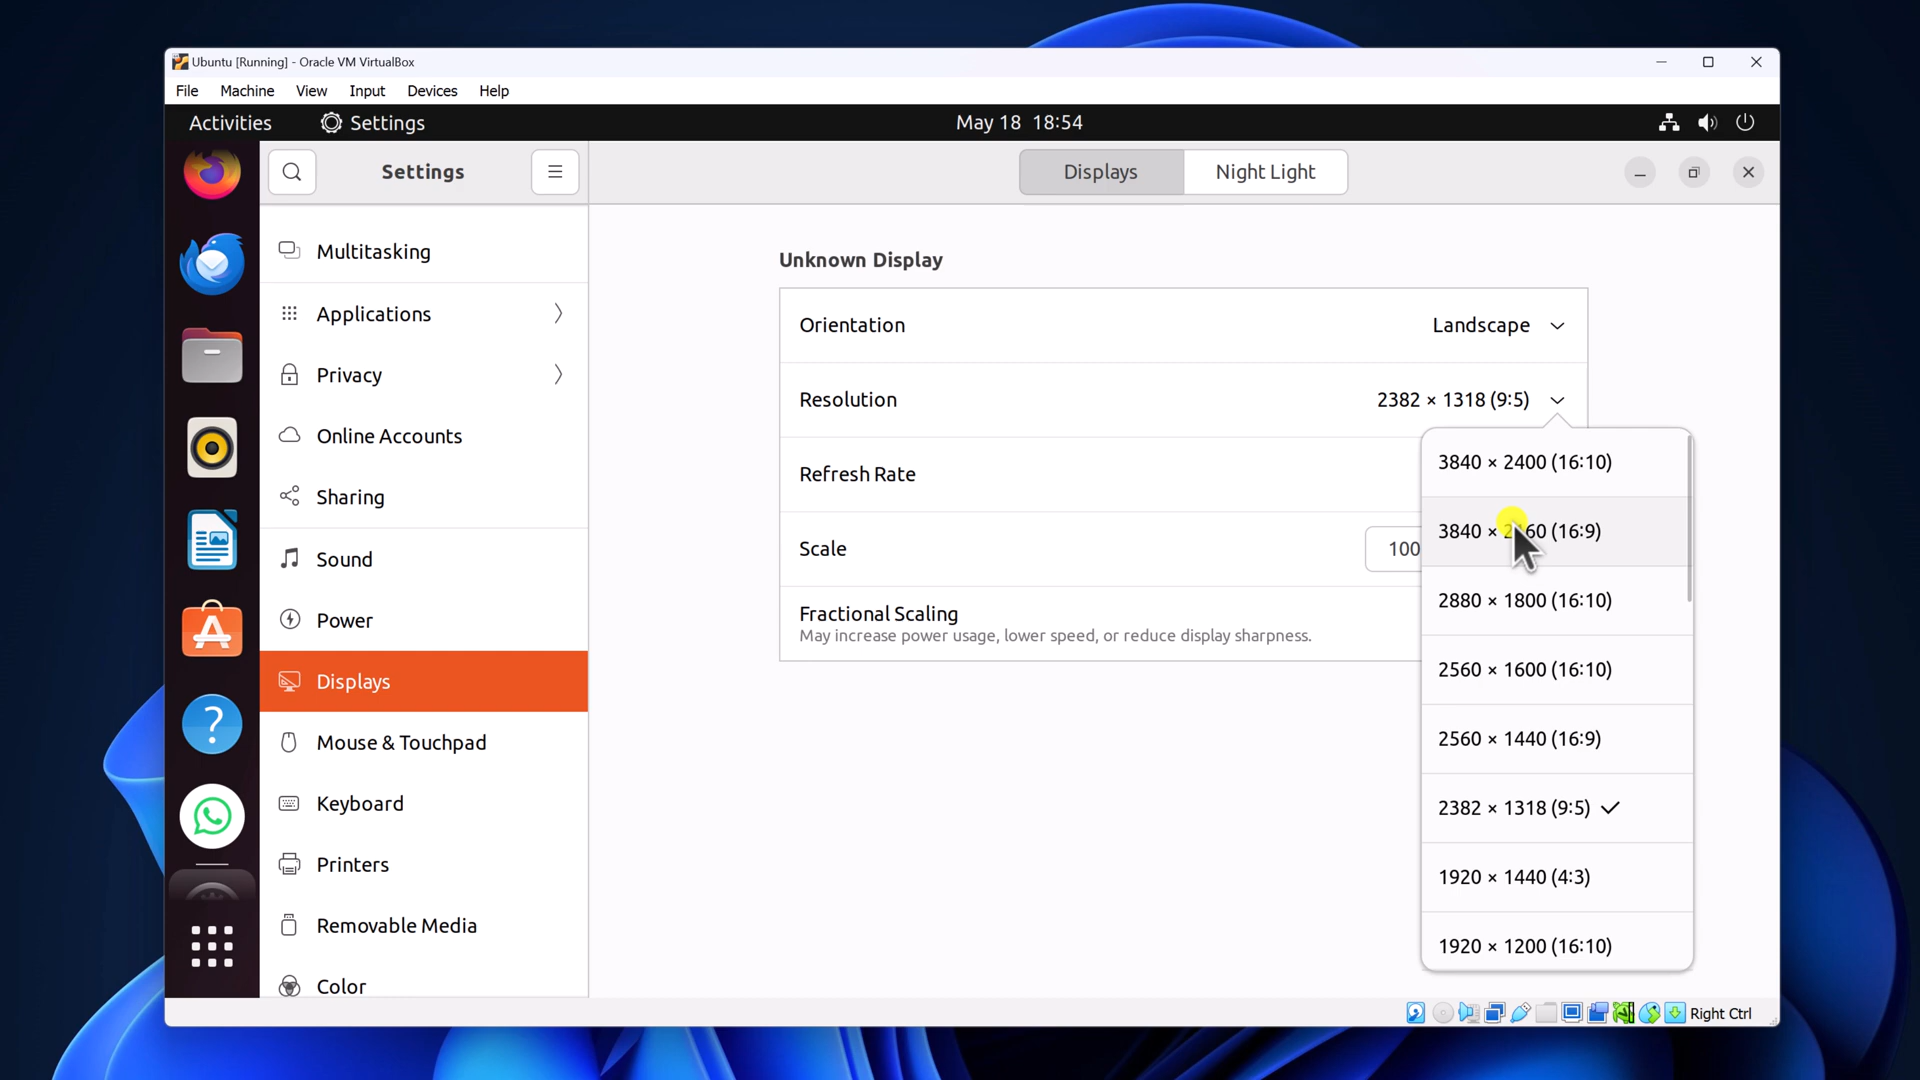 Ubuntu [Running] - Oracle VM VirtualBox
File Machine View Input Devices Help
Activities Settings May 18 18:54
Settings Displays Night Light
Multitasking
Applications
Privacy
Online Accounts
Sharing
Sound
Power
Displays
Mouse & Touchpad
Keyboard
Printers
Removable Media
Color
Unknown Display
Orientation Landscape
Resolution 2382 × 1318 (9:5)
Refresh Rate
Scale 100
Fractional Scaling
May increase power usage, lower speed, or reduce display sharpness.
3840 × 2400 (16:10)
3840 × 2160 (16:9)
2880 × 1800 (16:10)
2560 × 1600 (16:10)
2560 × 1440 (16:9)
2382 × 1318 (9:5)
1920 × 1440 (4:3)
1920 × 1200 (16:10)
Right Ctrl